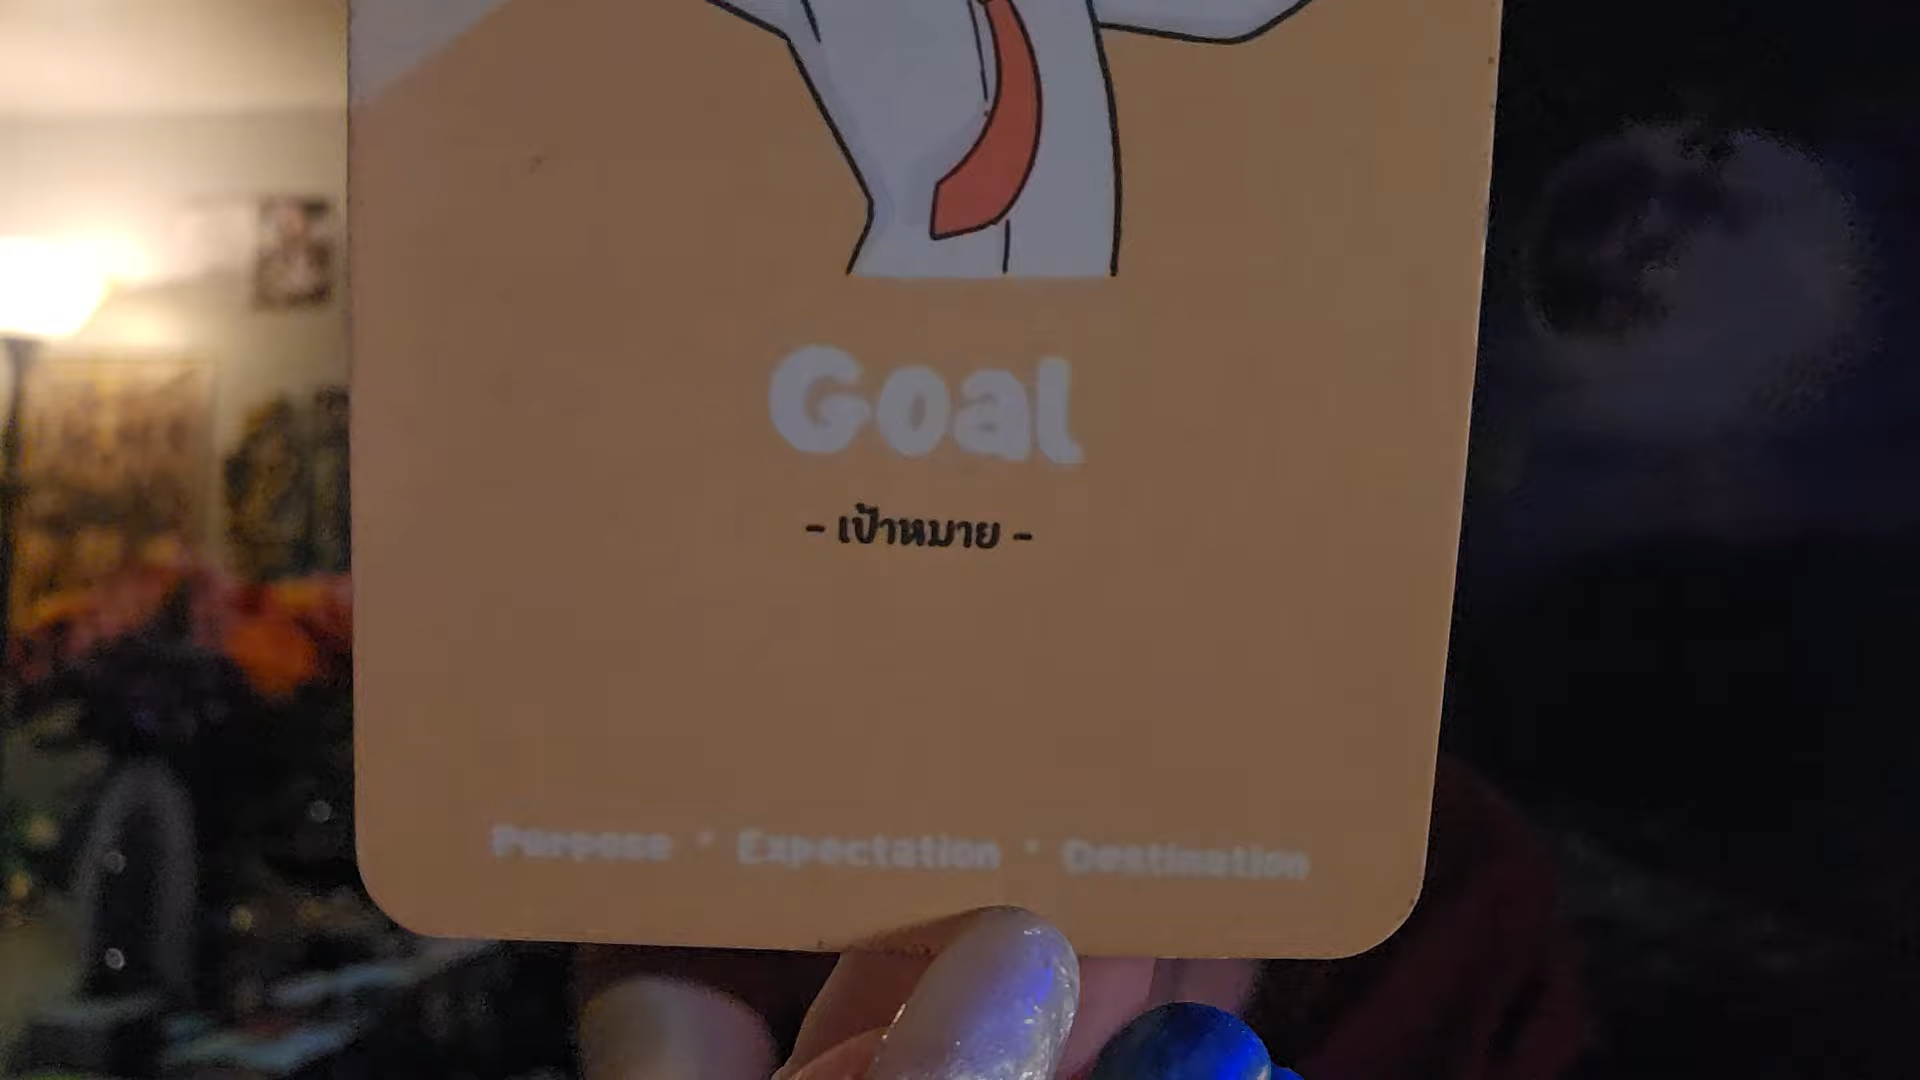 Goal
- เป้าหมาย -
Purpose * Expectation * Destination